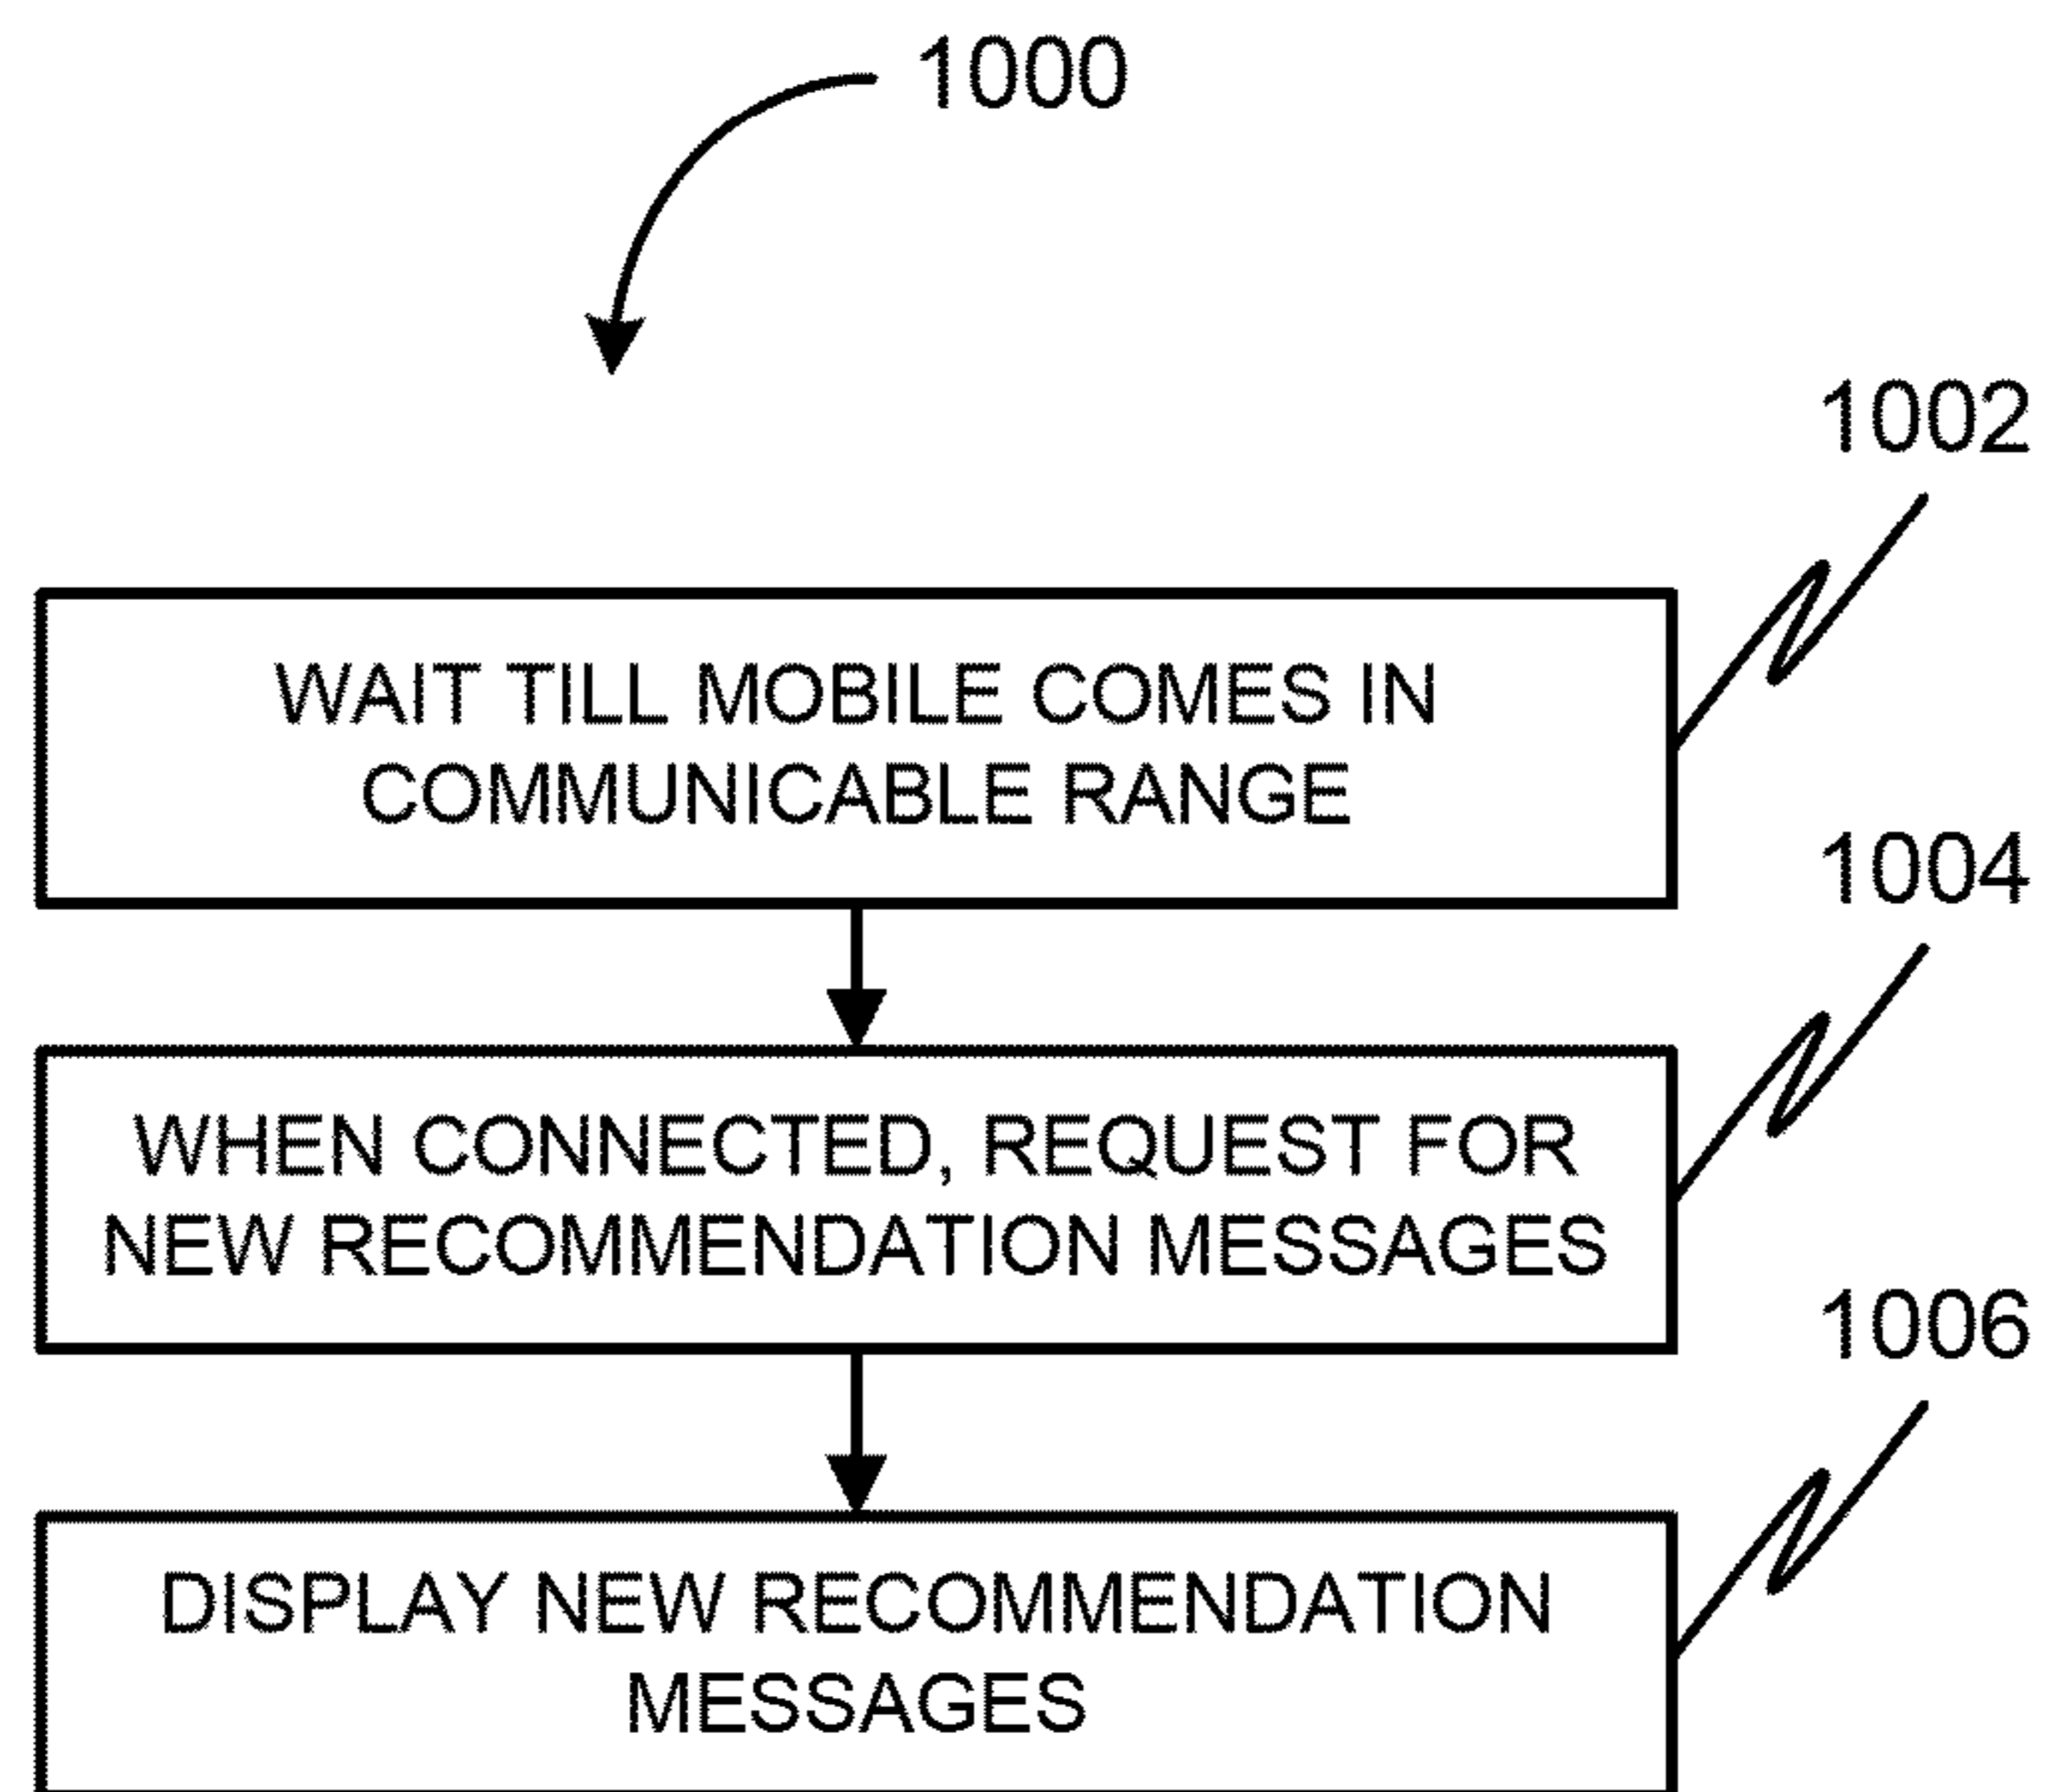 1000
1002
WAIT TILL MOBILE COMES IN
COMMUNICABLE RANGE
1004
WHEN CONNECTED, REQUEST FOR
NEW RECOMMENDATION MESSAGES
1006
DISPLAY NEW RECOMMENDATION
MESSAGES